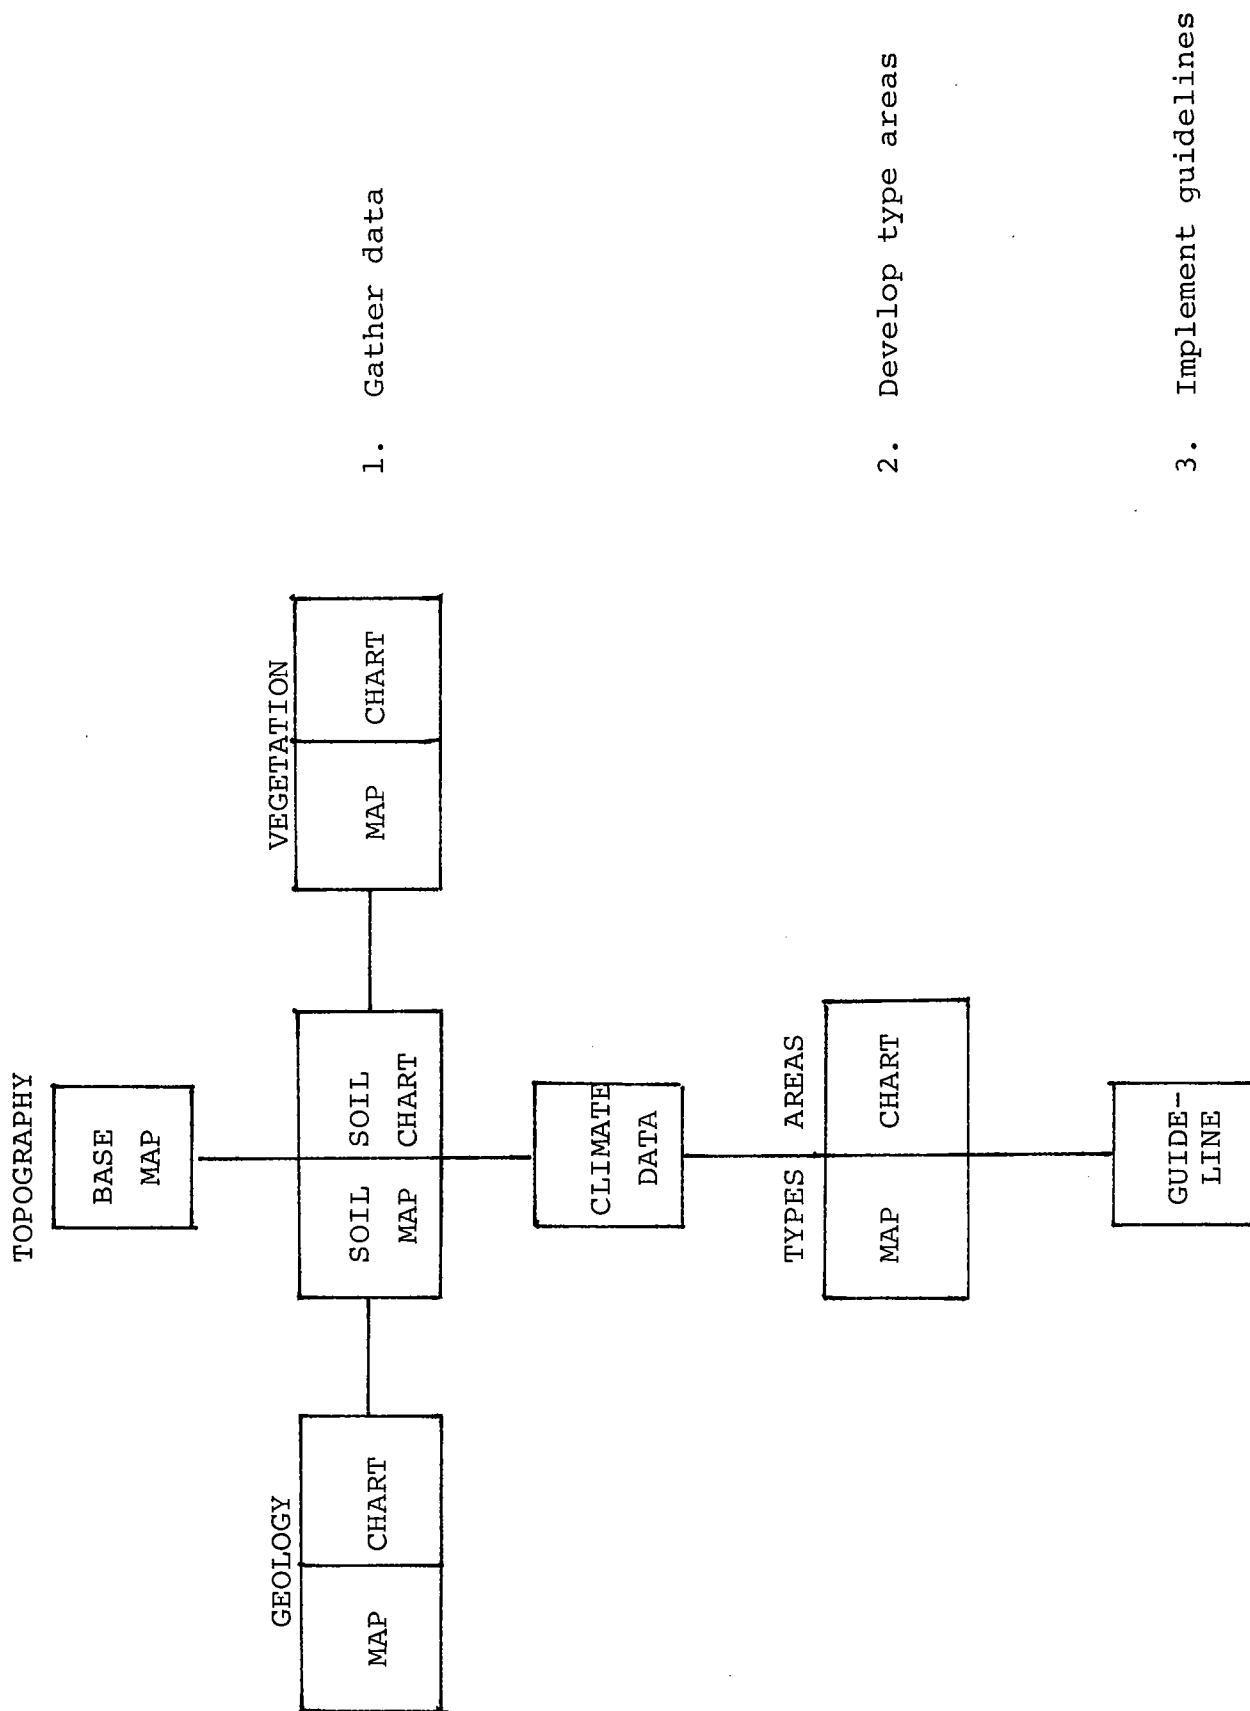 TOPOGRAPHY
BASE
MAP
GEOLOGY
MAP
CHART
SOIL
MAP
SOIL
CHART
VEGETATION
MAP
CHART
1. Gather data
CLIMATE
DATA
TYPES AREAS
MAP
CHART
2. Develop type areas
GUIDE-
LINE
3. Implement guidelines